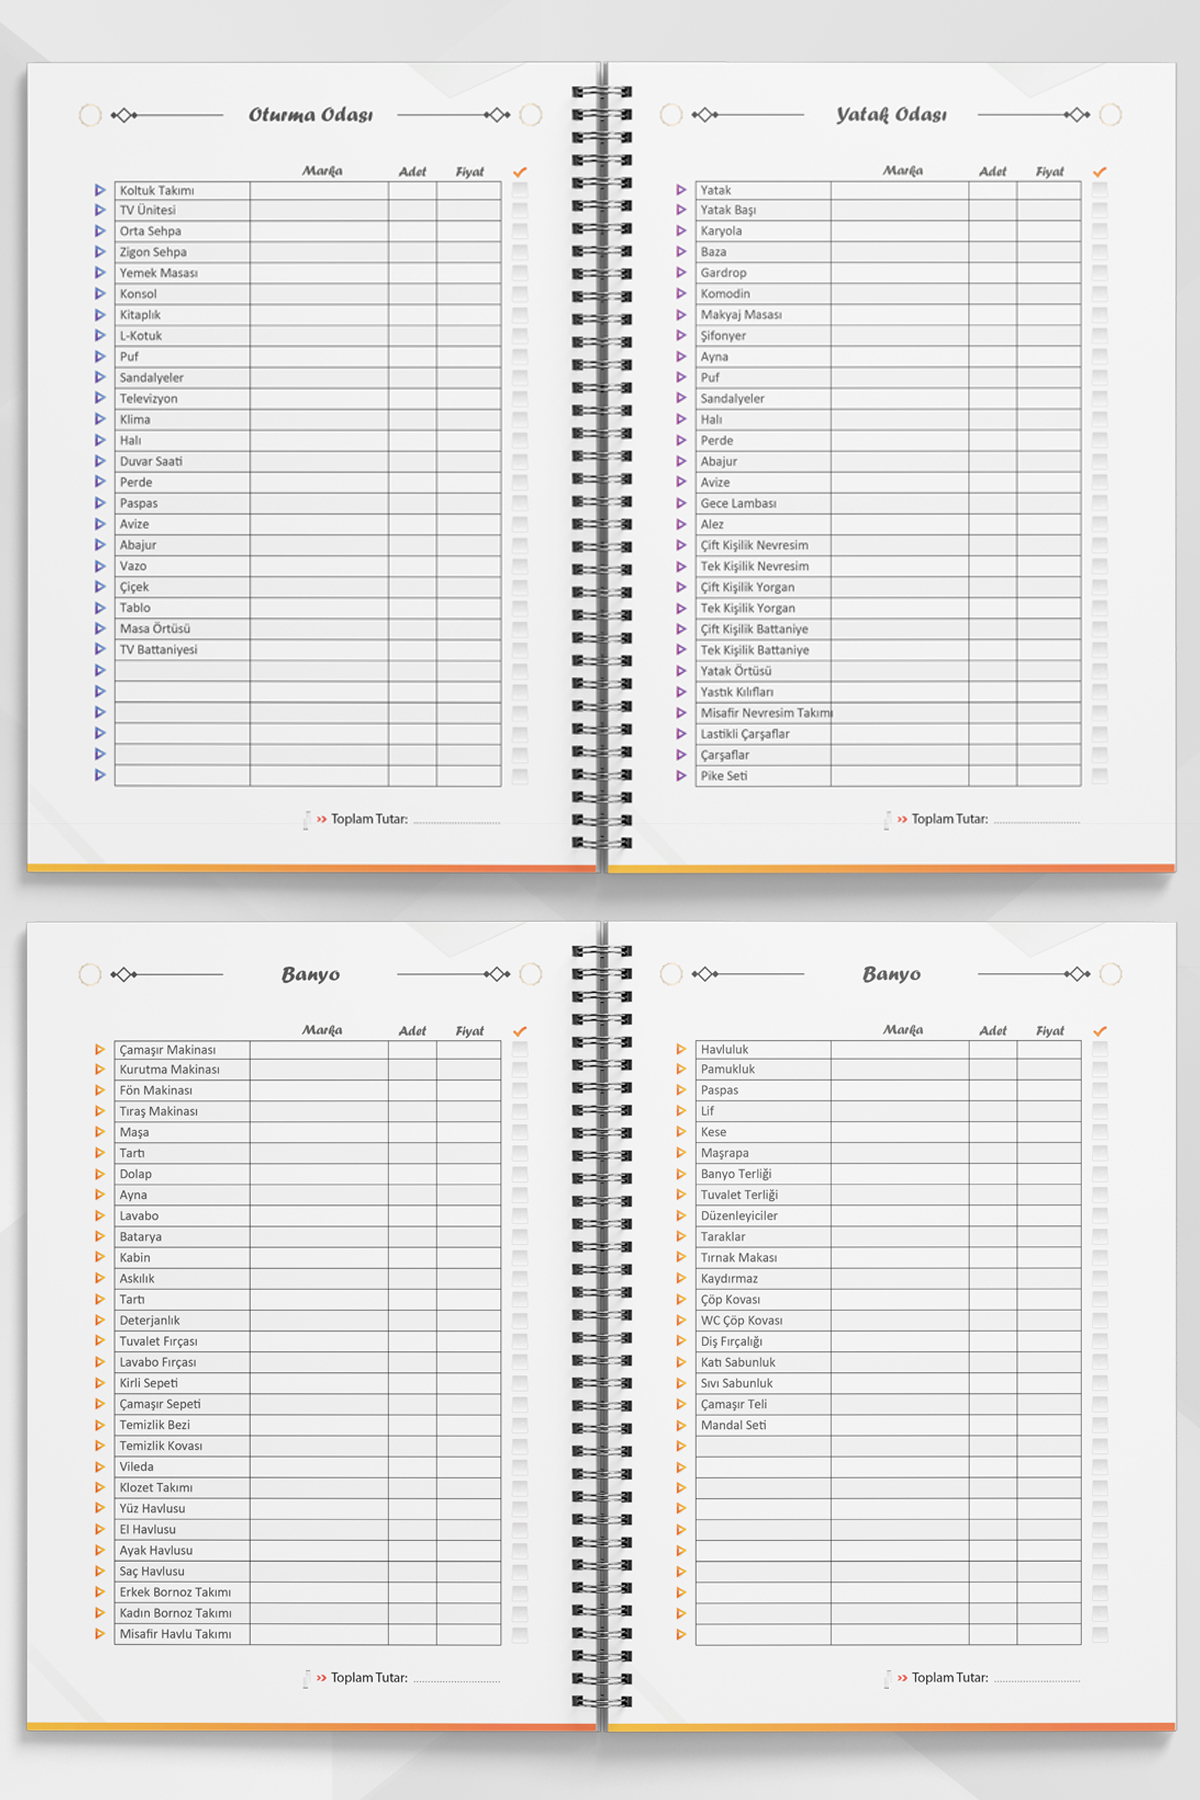 Oturma Odası
Marka Adet Fiyat
Koltuk Takımı
TV Ünitesi
Orta Sehpa
Zigon Sehpa
Yemek Masası
Konsol
Kitaplık
L-Kotuk
Puf
Sandalyeler
Televizyon
Klima
Halı
Duvar Saati
Perde
Paspas
Avize
Abajur
Vazo
Çiçek
Tablo
Masa Örtüsü
TV Battaniyesi
>> Toplam Tutar: ..............................
Yatak Odası
Marka Adet Fiyat
Yatak
Yatak Başı
Karyola
Baza
Gardrop
Komodin
Makyaj Masası
Şifonyer
Ayna
Puf
Sandalyeler
Halı
Perde
Abajur
Avize
Gece Lambası
Alez
Çift Kişilik Nevresim
Tek Kişilik Nevresim
Çift Kişilik Yorgan
Tek Kişilik Yorgan
Çift Kişilik Battaniye
Tek Kişilik Battaniye
Yatak Örtüsü
Yastık Kılıfları
Misafir Nevresim Takımı
Lastikli Çarşaflar
Çarşaflar
Pike Seti
>> Toplam Tutar: ..............................
Banyo
Marka Adet Fiyat
Çamaşır Makinası
Kurutma Makinası
Fön Makinası
Tıraş Makinası
Maşa
Tartı
Dolap
Ayna
Lavabo
Batarya
Kabin
Askılık
Tartı
Deterjanlık
Tuvalet Fırçası
Lavabo Fırçası
Kirli Sepeti
Çamaşır Sepeti
Temizlik Bezi
Temizlik Kovası
Vileda
Klozet Takımı
Yüz Havlusu
El Havlusu
Ayak Havlusu
Saç Havlusu
Erkek Bornoz Takımı
Kadın Bornoz Takımı
Misafir Havlu Takımı
>> Toplam Tutar: ..............................
Banyo
Marka Adet Fiyat
Havluluk
Pamukluk
Paspas
Lif
Kese
Maşrapa
Banyo Terliği
Tuvalet Terliği
Düzenleyiciler
Taraklar
Tırnak Makası
Kaydırmaz
Çöp Kovası
WC Çöp Kovası
Diş Fırçalığı
Katı Sabunluk
Sıvı Sabunluk
Çamaşır Teli
Mandal Seti
>> Toplam Tutar: ..............................